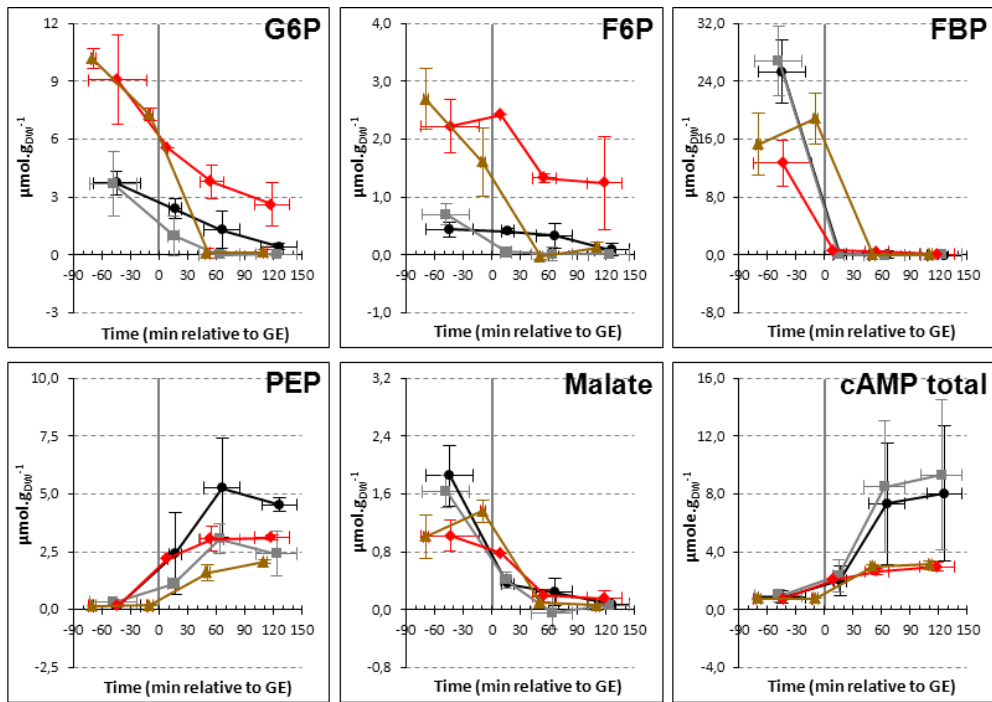 G6P
12
9
6
3
0
-3
-90 -60 -30 0 30 60 90 120 150
µmol.gDW-1
Time (min relative to GE)
F6P
4,0
3,0
2,0
1,0
0,0
-1,0
-90 -60 -30 0 30 60 90 120 150
µmol.gDW-1
Time (min relative to GE)
FBP
32,0
24,0
16,0
8,0
0,0
-8,0
-90 -60 -30 0 30 60 90 120 150
µmol.gDW-1
Time (min relative to GE)
PEP
10,0
7,5
5,0
2,5
0,0
-2,5
-90 -60 -30 0 30 60 90 120 150
µmol.gDW-1
Time (min relative to GE)
Malate
3,2
2,4
1,6
0,8
0,0
-0,8
-90 -60 -30 0 30 60 90 120 150
µmol.gDW-1
Time (min relative to GE)
cAMP total
16,0
12,0
8,0
4,0
0,0
-4,0
-90 -60 -30 0 30 60 90 120 150
µmole.gDW-1
Time (min relative to GE)